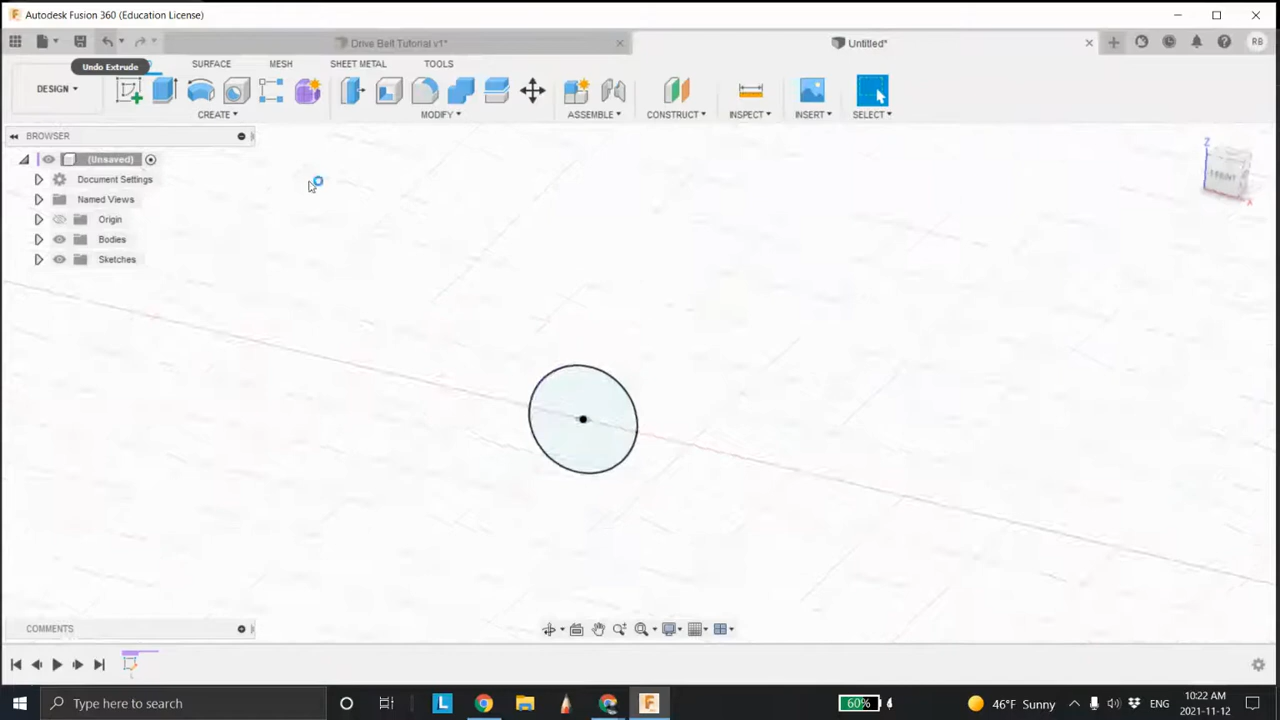 Autodesk Fusion 360 (Education License)
Drive Belt Tutorial v1*
Untitled*
RB
Undo Extrude
SURFACE
MESH
SHEET METAL
TOOLS
DESIGN
CREATE
MODIFY
ASSEMBLE
CONSTRUCT
INSPECT
INSERT
SELECT
BROWSER
(Unsaved)
Document Settings
Named Views
Origin
Bodies
Sketches
Z
FRONT
X
COMMENTS
Type here to search
L
60%
46°F Sunny
ENG
10:22 AM
2021-11-12